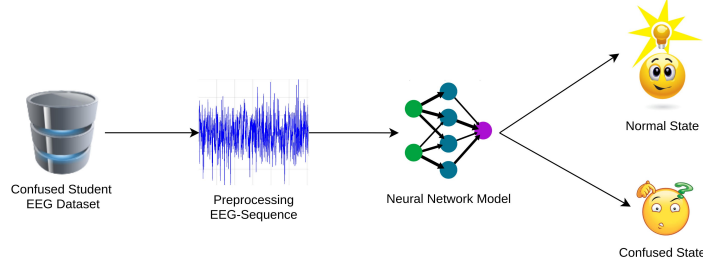 Confused Student
EEG Dataset
Preprocessing
EEG-Sequence
Neural Network Model
Normal State
Confused State
?